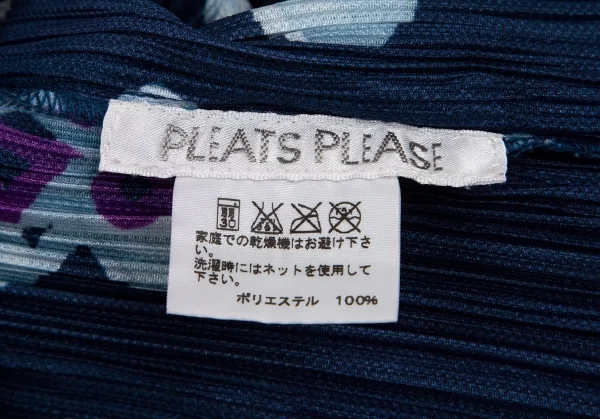 PLEATS PLEASE
弱
30
家庭での乾燥機はお避け下さ
い。
洗濯時にはネットを使用して
下さい。
ポリエステル 100%